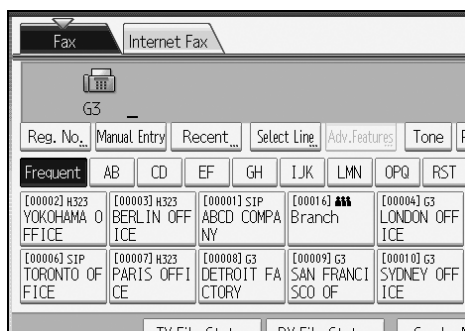 Fax Internet Fax
G3 _
Reg. No. Manual Entry Recent Select Line Adv.Features Tone
Frequent AB CD EF GH IJK LMN OPQ RST
[00002] H323 [00003] H323 [00001] SIP [00016] [00004] G3
YOKOHAMA O BERLIN OFF ABCD COMPA Branch LONDON OFF
FFICE ICE NY ICE
[00006] SIP [00007] H323 [00008] G3 [00009] G3 [00010] G3
TORONTO OF PARIS OFFI DETROIT FA SAN FRANCI SYDNEY OFF
FICE CE CTORY SCO OF ICE